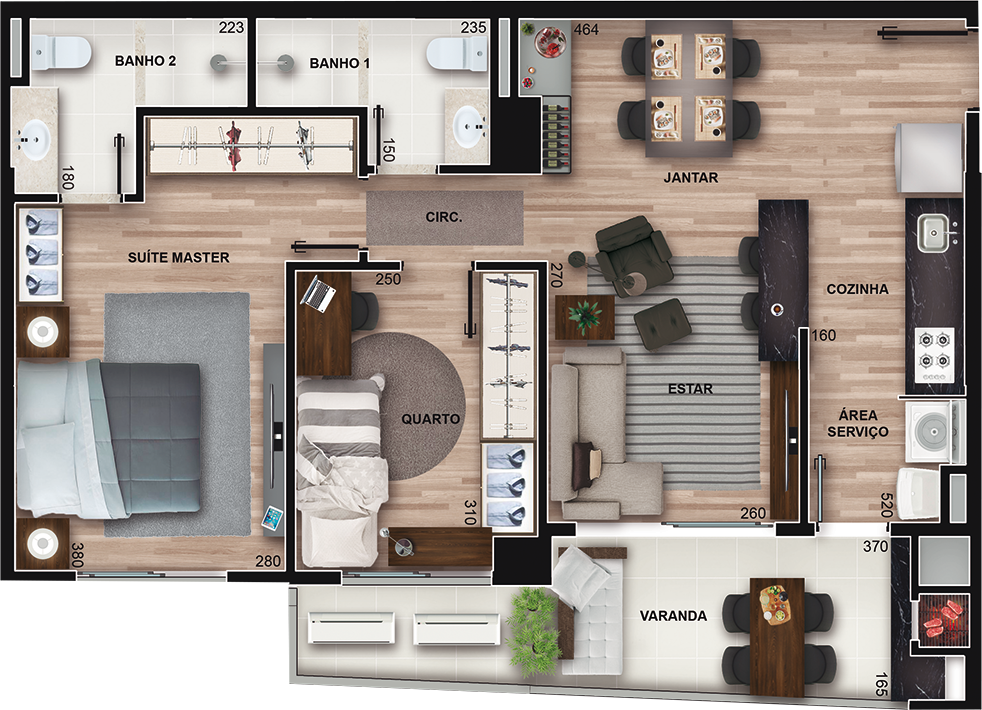 223
235
464
BANHO 2
BANHO 1
180
150
JANTAR
CIRC.
SUÍTE MASTER
250
270
COZINHA
160
ESTAR
QUARTO
ÁREA
SERVIÇO
310
260
520
380
280
370
VARANDA
165